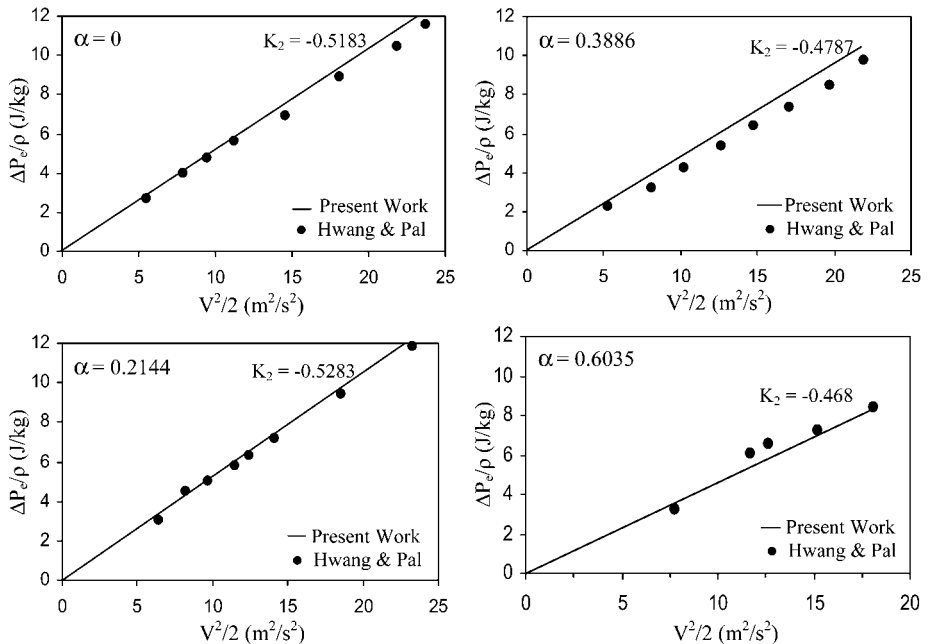 α = 0
K₂ = -0.5183
ΔPₑ/ρ (J/kg)
12
10
8
6
4
2
0
Present Work
Hwang & Pal
0 5 10 15 20 25
V²/2 (m²/s²)
α = 0.3886
K₂ = -0.4787
ΔPₑ/ρ (J/kg)
12
10
8
6
4
2
0
Present Work
Hwang & Pal
0 5 10 15 20 25
V²/2 (m²/s²)
α = 0.2144
K₂ = -0.5283
ΔPₑ/ρ (J/kg)
12
10
8
6
4
2
0
Present Work
Hwang & Pal
0 5 10 15 20 25
V²/2 (m²/s²)
α = 0.6035
K₂ = -0.468
ΔPₑ/ρ (J/kg)
12
10
8
6
4
2
0
Present Work
Hwang & Pal
0 5 10 15 20
V²/2 (m²/s²)